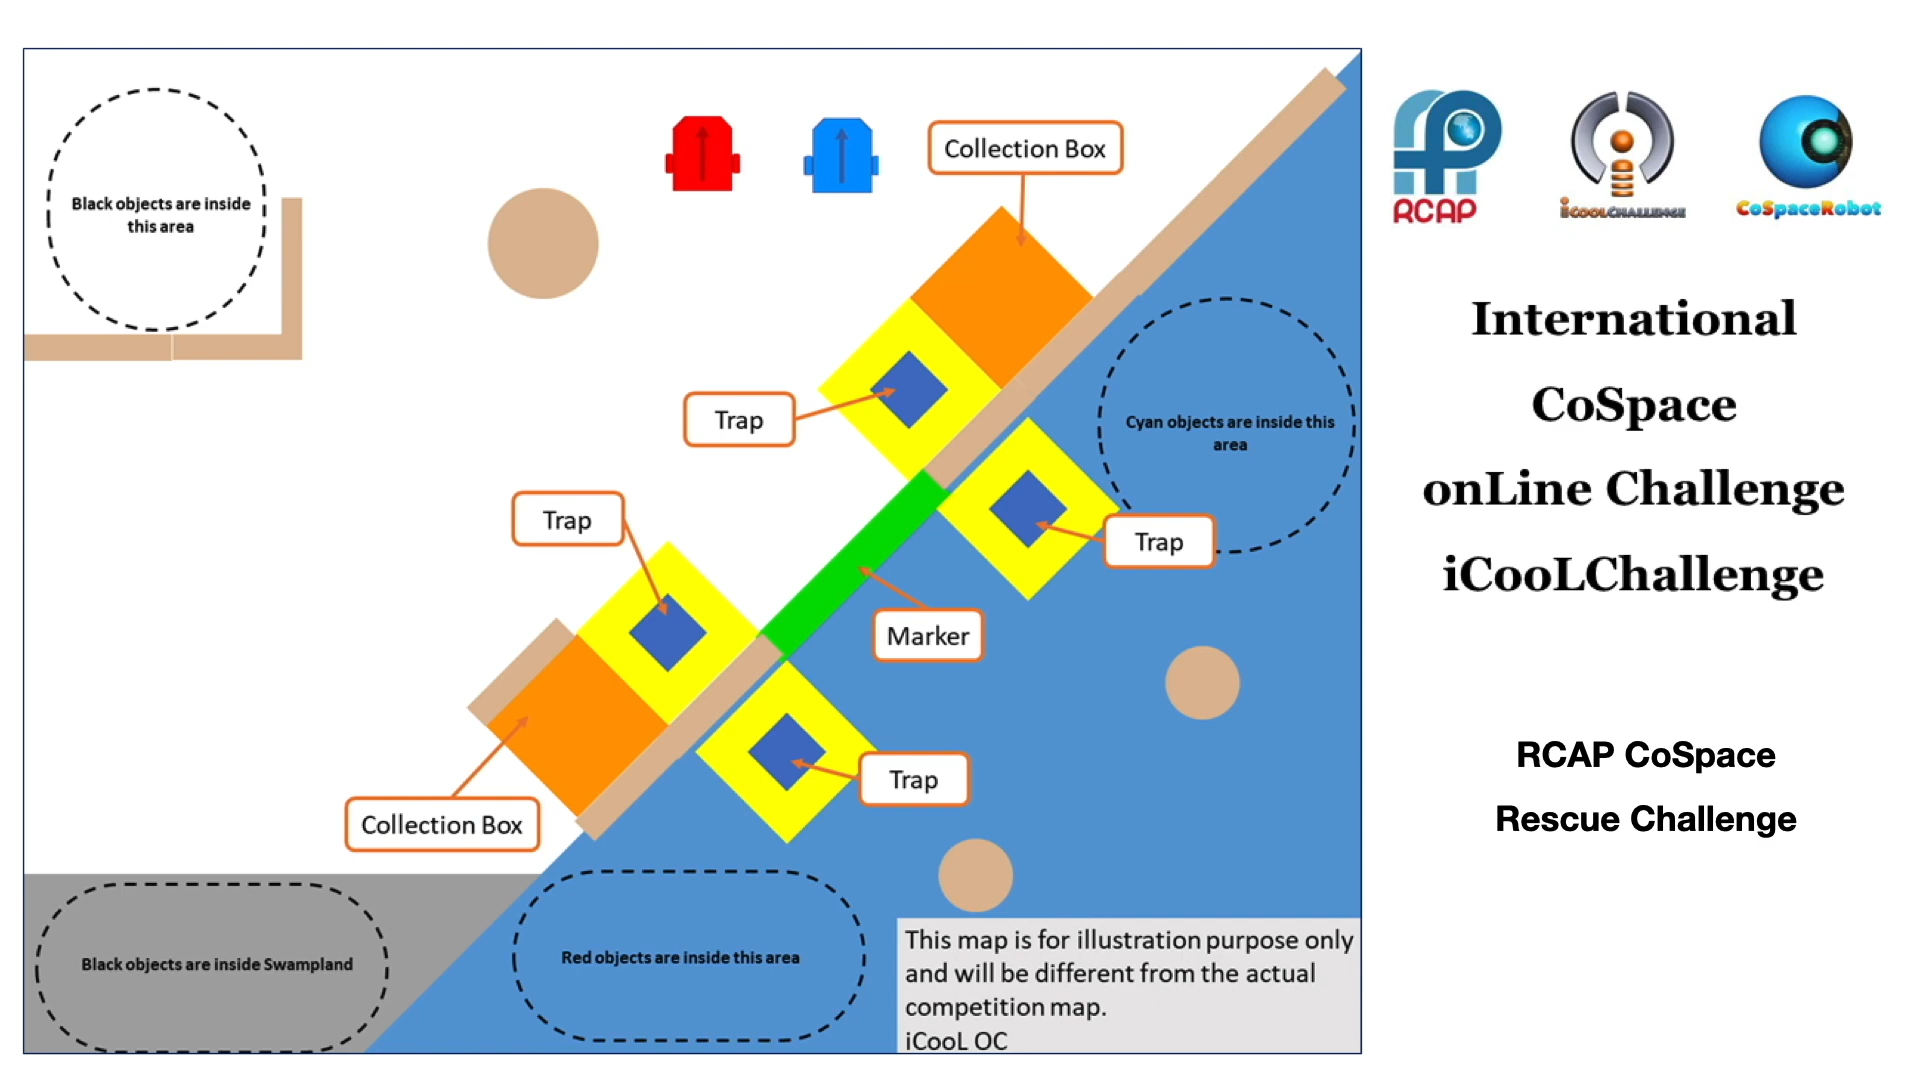 Black objects are inside
this area
Collection Box
Trap
Trap
Cyan objects are inside this
area
Trap
Marker
Trap
Collection Box
Black objects are inside Swampland
Red objects are inside this area
This map is for illustration purpose only
and will be different from the actual
competition map.
iCooL OC
RCAP
iCOOLCHALLENGE
CoSpaceRobot
International
CoSpace
onLine Challenge
iCooLChallenge
RCAP CoSpace
Rescue Challenge